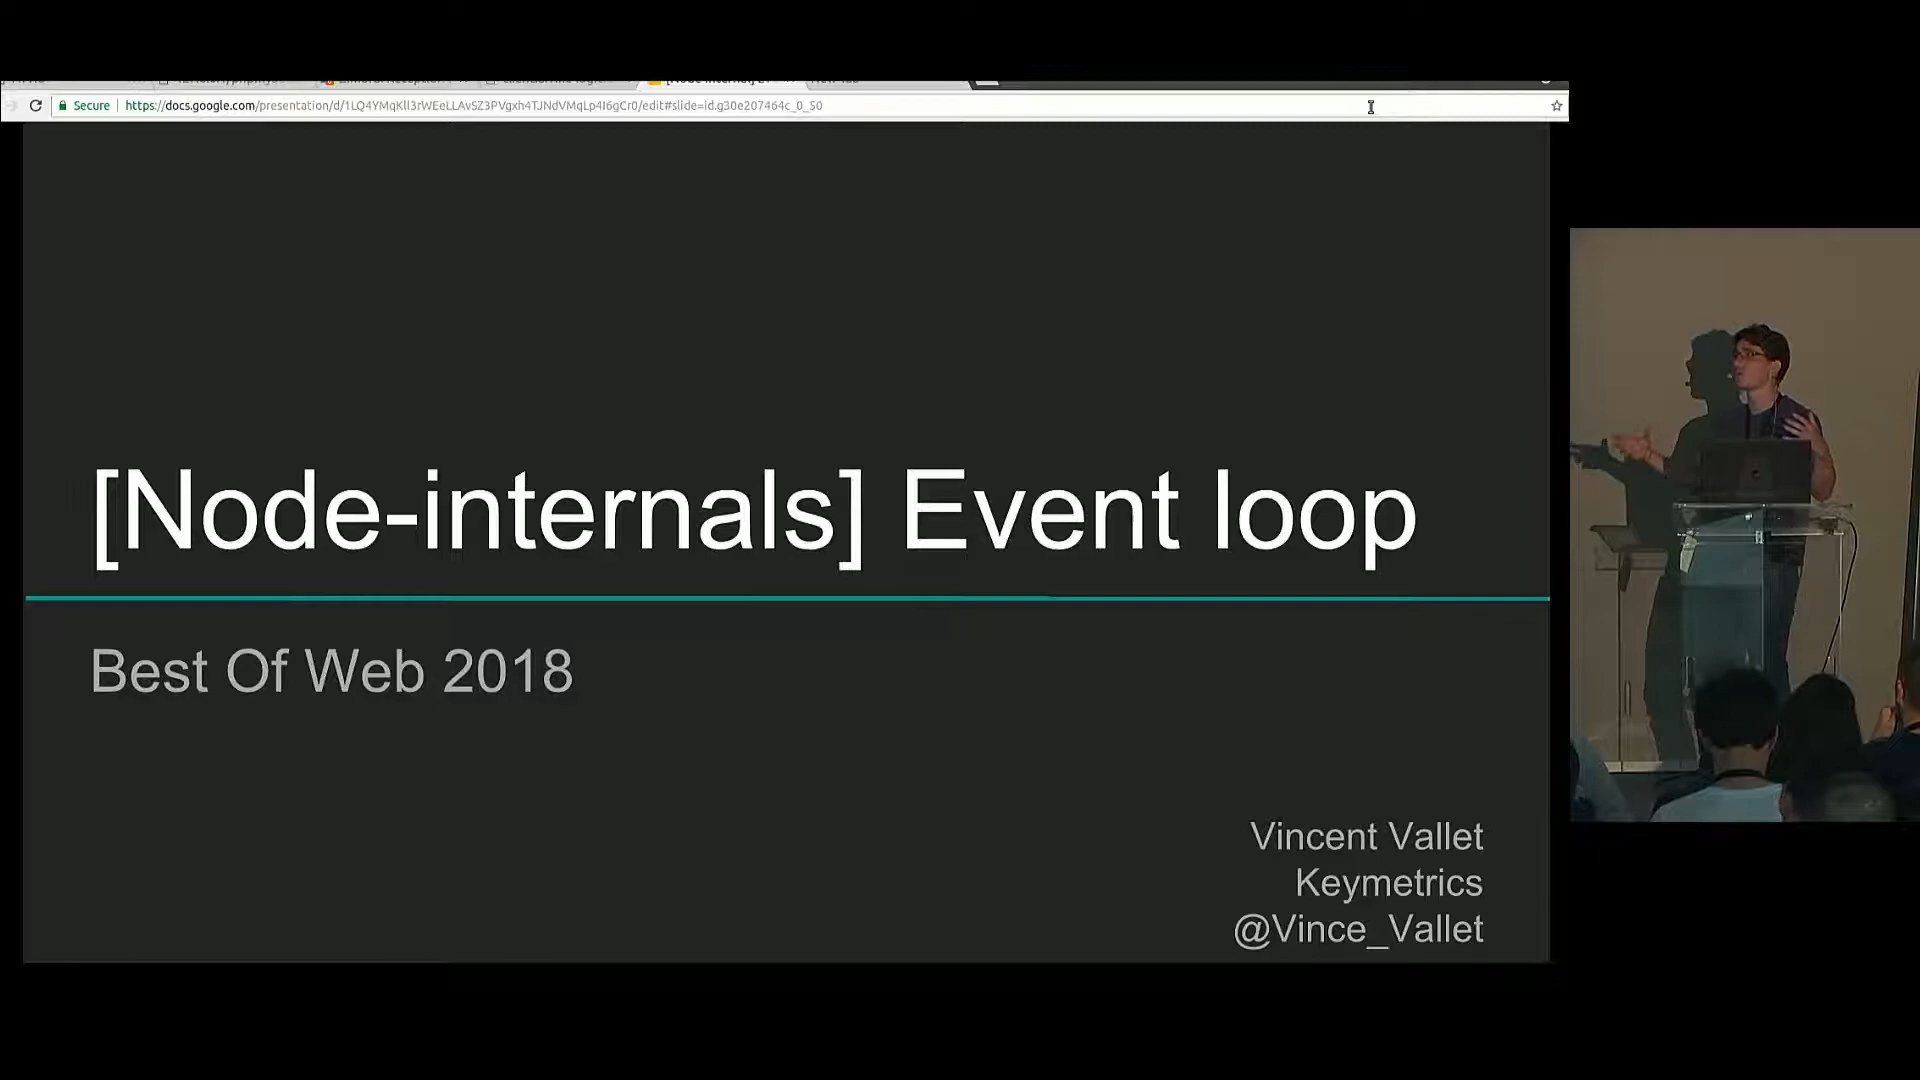 Secure
https://docs.google.com/presentation/d/1LQ4YMqKll3rWEeLLAvSZ3PVgxh4TJNdVMqLp4I6gCr0/edit#slide=id.g30e207464c_0_50
[Node-internals] Event loop
Best Of Web 2018
Vincent Vallet
Keymetrics
@Vince_Vallet